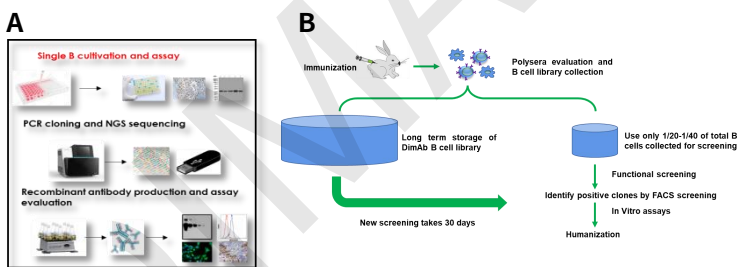 A
Single B cultivation and assay
PCR cloning and NGS sequencing
Recombinant antibody production and assay
evaluation
B
Immunization
Polysera evaluation and
B cell library collection
Long term storage of
DimAb B cell library
Use only 1/20-1/40 of total B
cells collected for screening
Functional screening
Identify positive clones by FACS screening
In Vitro assays
New screening takes 30 days
Humanization